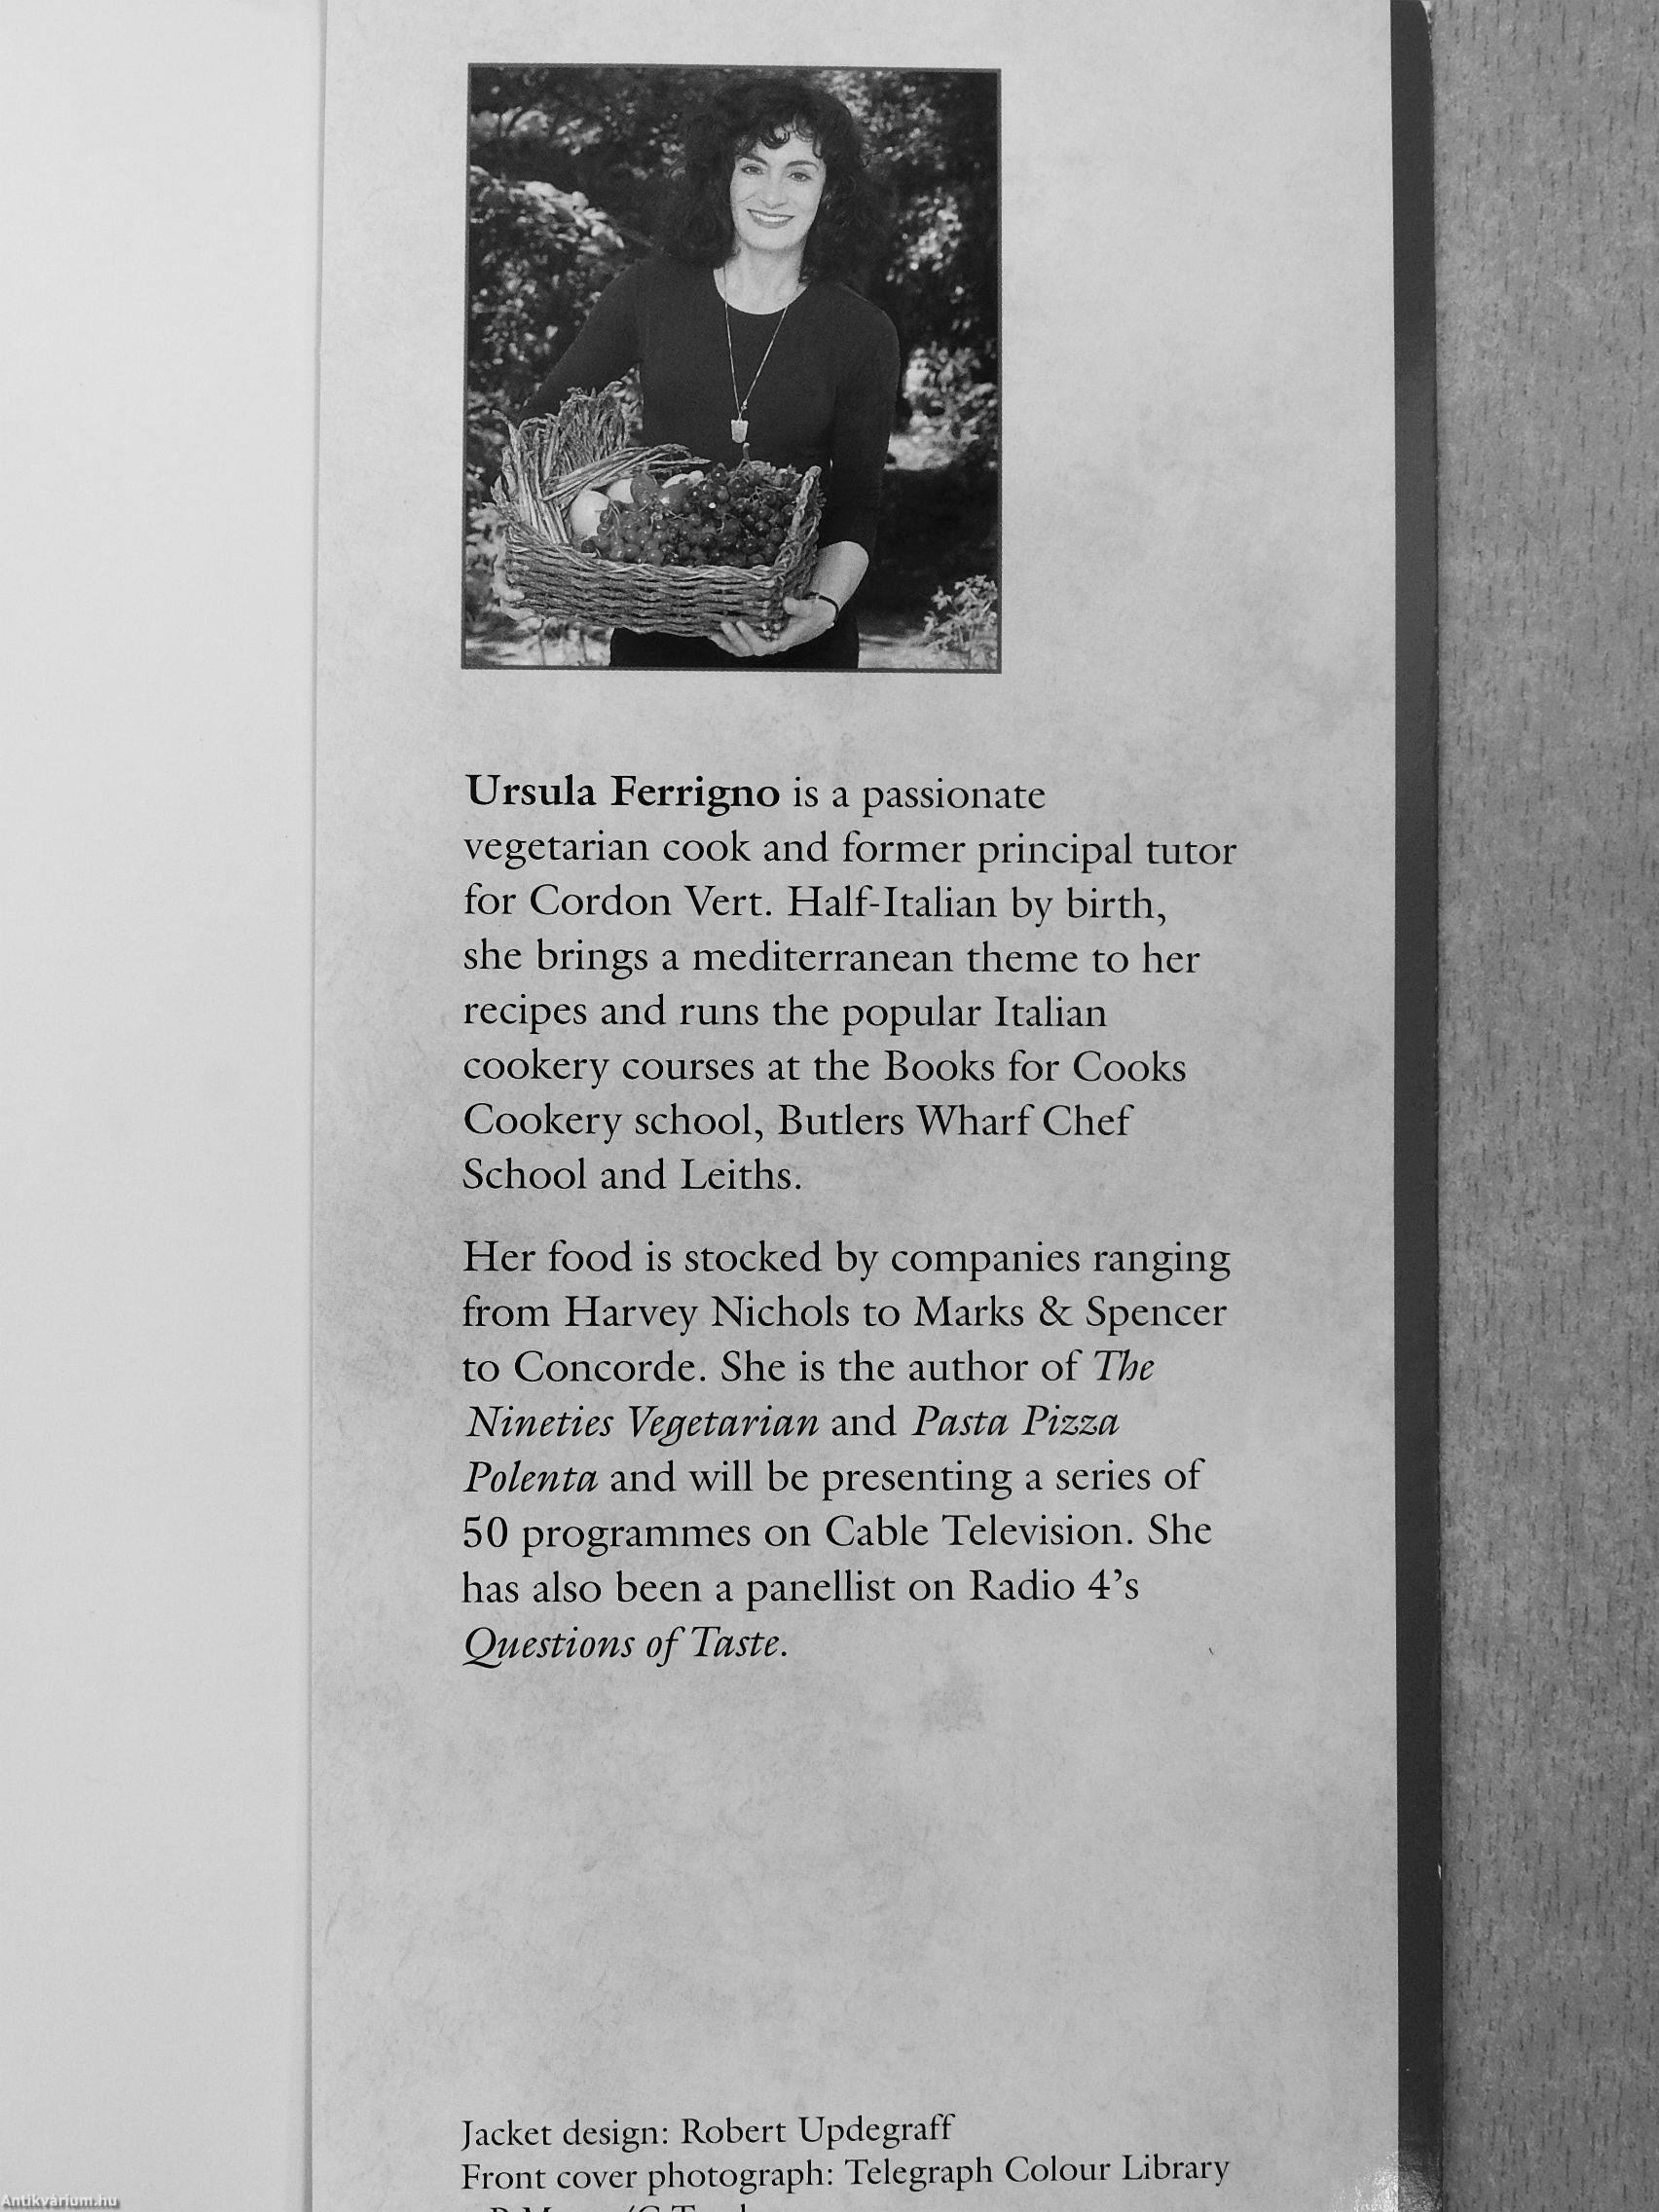 Ursula Ferrigno is a passionate
vegetarian cook and former principal tutor
for Cordon Vert. Half-Italian by birth,
she brings a mediterranean theme to her
recipes and runs the popular Italian
cookery courses at the Books for Cooks
Cookery school, Butlers Wharf Chef
School and Leiths.
Her food is stocked by companies ranging
from Harvey Nichols to Marks & Spencer
to Concorde. She is the author of The
Nineties Vegetarian and Pasta Pizza
Polenta and will be presenting a series of
50 programmes on Cable Television. She
has also been a panellist on Radio 4's
Questions of Taste.
Jacket design: Robert Updegraff
Front cover photograph: Telegraph Colour Library
Antikvárium.hu